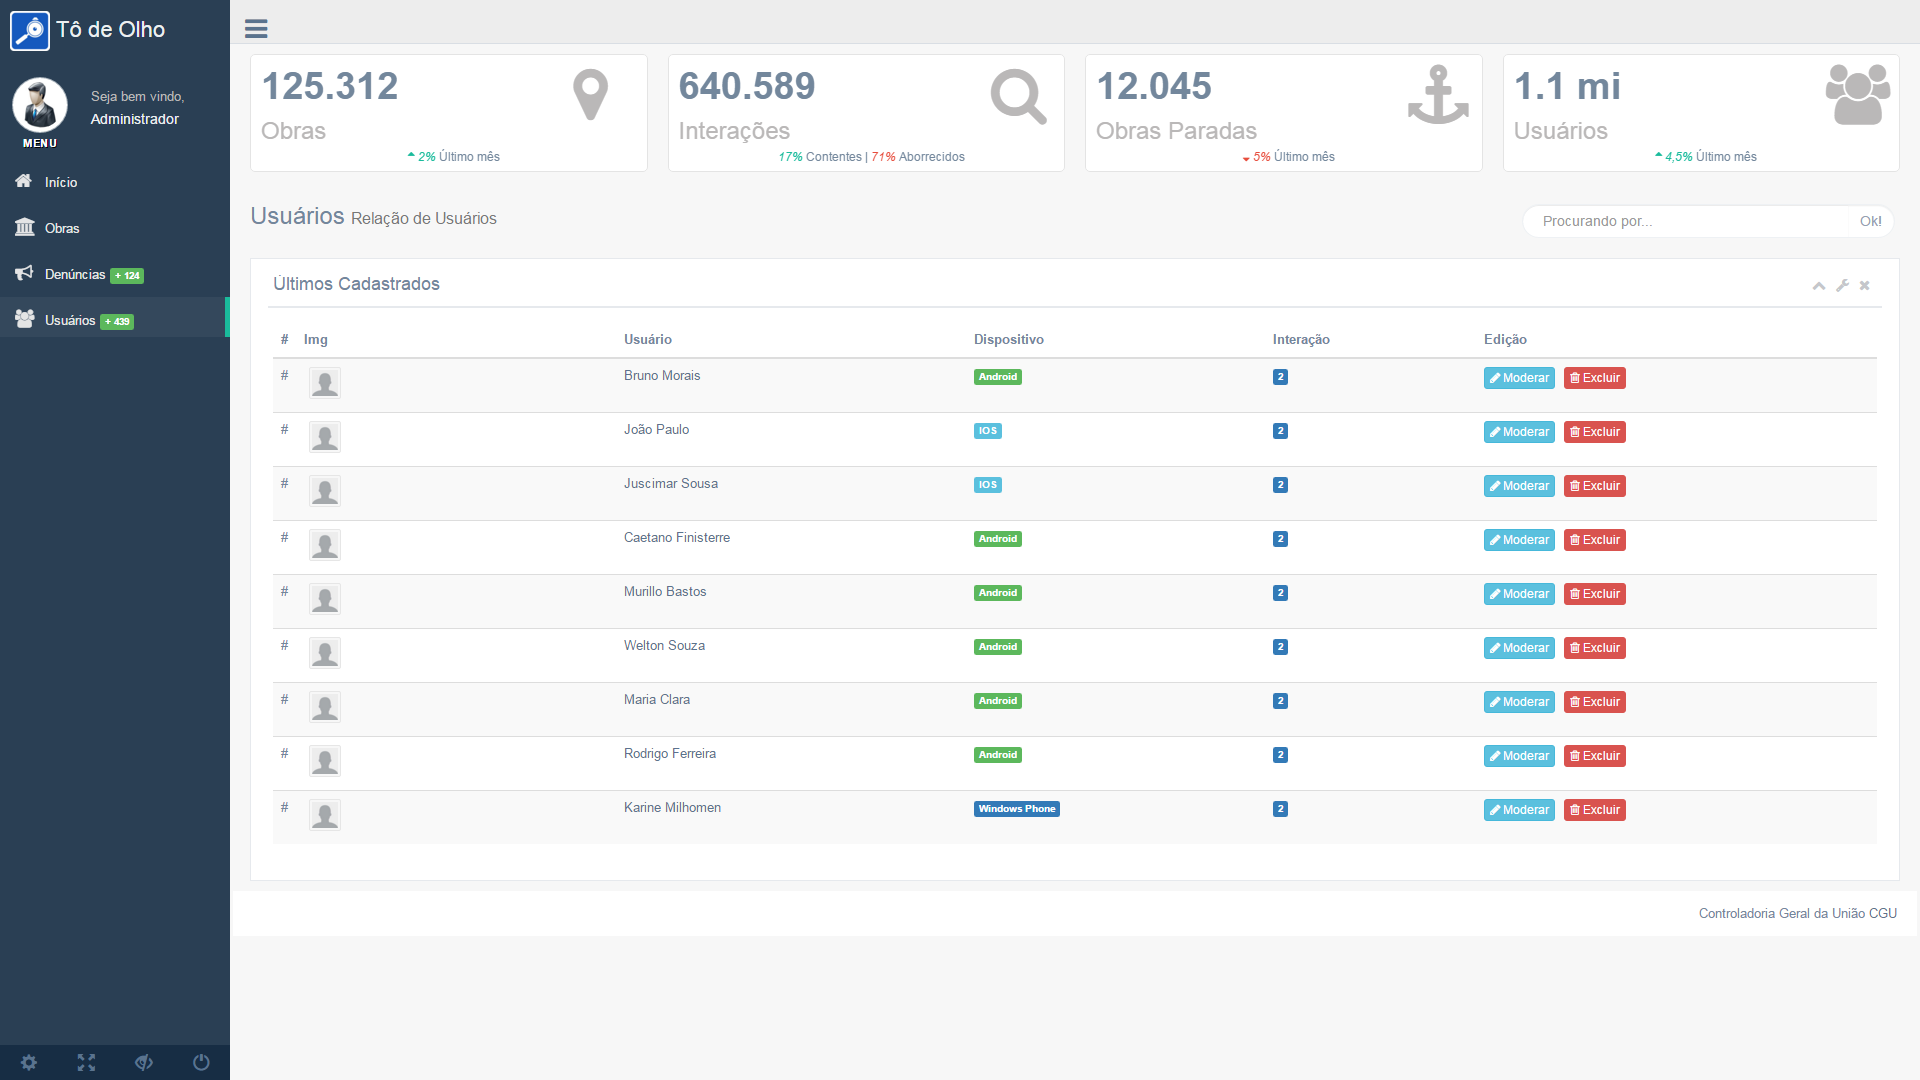 Tô de Olho
Seja bem vindo,
Administrador
MENU
Início
Obras
Denúncias + 124
Usuários + 439
125.312
Obras
2% Último mês
640.589
Interações
17% Contentes | 71% Aborrecidos
12.045
Obras Paradas
5% Último mês
1.1 mi
Usuários
4,5% Último mês
Usuários Relação de Usuários
Procurando por... Ok!
Últimos Cadastrados
# Img Usuário Dispositivo Interação Edição
# Bruno Morais Android 2 Moderar Excluir
# João Paulo IOS 2 Moderar Excluir
# Juscimar Sousa IOS 2 Moderar Excluir
# Caetano Finisterre Android 2 Moderar Excluir
# Murillo Bastos Android 2 Moderar Excluir
# Welton Souza Android 2 Moderar Excluir
# Maria Clara Android 2 Moderar Excluir
# Rodrigo Ferreira Android 2 Moderar Excluir
# Karine Milhomen Windows Phone 2 Moderar Excluir
Controladoria Geral da União CGU